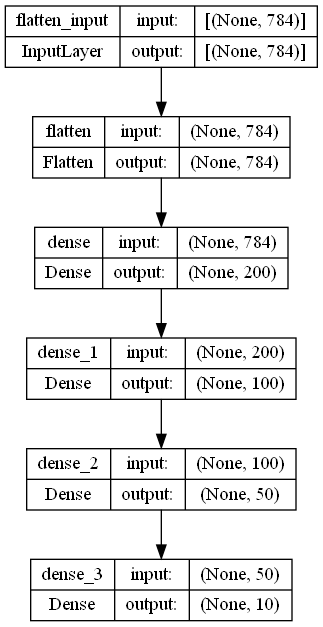 flatten_input input: [(None, 784)]
InputLayer output: [(None, 784)]
flatten input: (None, 784)
Flatten output: (None, 784)
dense input: (None, 784)
Dense output: (None, 200)
dense_1 input: (None, 200)
Dense output: (None, 100)
dense_2 input: (None, 100)
Dense output: (None, 50)
dense_3 input: (None, 50)
Dense output: (None, 10)